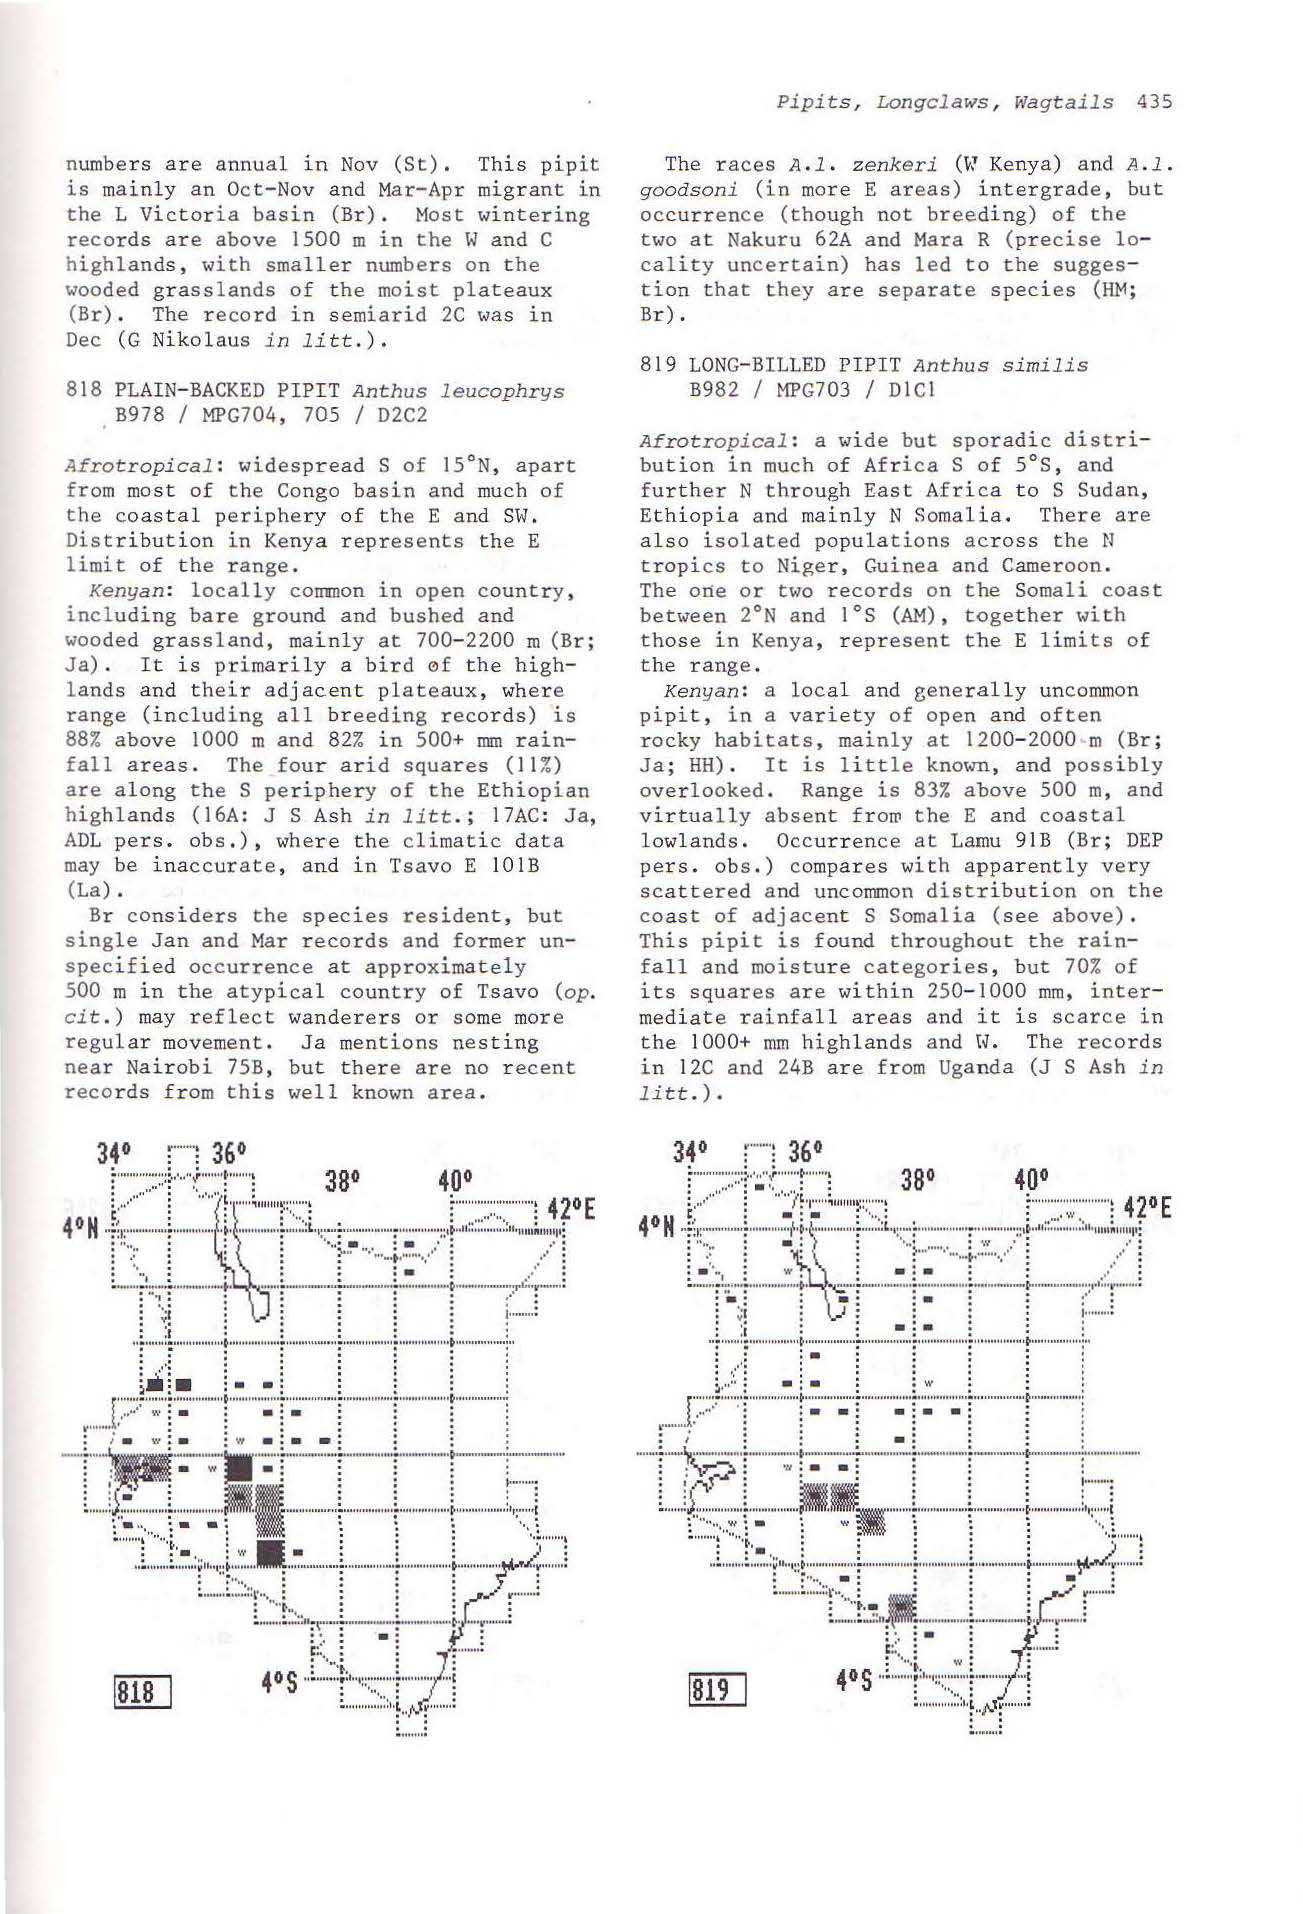 Pipits, Longclaws, Wagtails 435
numbers are annual in Nov (St). This pipit
is mainly an Oct-Nov and Mar-Apr migrant in
the L Victoria basin (Br). Most wintering
records are above 1500 m in the W and C
highlands, with smaller numbers on the
wooded grasslands of the moist plateaux
(Br). The record in semiarid 2C was in
Dec (G Nikolaus in litt.).
818 PLAIN-BACKED PIPIT Anthus leucophrys
B978 / MPG704, 705 / D2C2
Afrotropical: widespread S of 15°N, apart
from most of the Congo basin and much of
the coastal periphery of the E and SW.
Distribution in Kenya represents the E
limit of the range.
Kenyan: locally common in open country,
including bare ground and bushed and
wooded grassland, mainly at 700-2200 m (Br;
Ja). It is primarily a bird of the high-
lands and their adjacent plateaux, where
range (including all breeding records) is
88% above 1000 m and 82% in 500+ mm rain-
fall areas. The four arid squares (11%)
are along the S periphery of the Ethiopian
highlands (16A: J S Ash in litt.; 17AC: Ja,
ADL pers. obs.), where the climatic data
may be inaccurate, and in Tsavo E 101B
(La).
Br considers the species resident, but
single Jan and Mar records and former un-
specified occurrence at approximately
500 m in the atypical country of Tsavo (op.
cit.) may reflect wanderers or some more
regular movement. Ja mentions nesting
near Nairobi 75B, but there are no recent
records from this well known area.
34° 36°
38° 40°
42°E
4°N
w
w w
w
w
4°S
818
The races A.l. zenkeri (W Kenya) and A.l.
goodsoni (in more E areas) intergrade, but
occurrence (though not breeding) of the
two at Nakuru 62A and Mara R (precise lo-
cality uncertain) has led to the sugges-
tion that they are separate species (HM;
Br).
819 LONG-BILLED PIPIT Anthus similis
B982 / MPG703 / D1C1
Afrotropical: a wide but sporadic distri-
bution in much of Africa S of 5°S, and
further N through East Africa to S Sudan,
Ethiopia and mainly N Somalia. There are
also isolated populations across the N
tropics to Niger, Guinea and Cameroon.
The one or two records on the Somali coast
between 2°N and 1°S (AM), together with
those in Kenya, represent the E limits of
the range.
Kenyan: a local and generally uncommon
pipit, in a variety of open and often
rocky habitats, mainly at 1200-2000 m (Br;
Ja; HH). It is little known, and possibly
overlooked. Range is 83% above 500 m, and
virtually absent from the E and coastal
lowlands. Occurrence at Lamu 91B (Br; DEP
pers. obs.) compares with apparently very
scattered and uncommon distribution on the
coast of adjacent S Somalia (see above).
This pipit is found throughout the rain-
fall and moisture categories, but 70% of
its squares are within 250-1000 mm, inter-
mediate rainfall areas and it is scarce in
the 1000+ mm highlands and W. The records
in 12C and 24B are from Uganda (J S Ash in
litt.).
34° 36°
38° 40°
42°E
4°N
w
w
w
w
w
w w
w
4°S
819